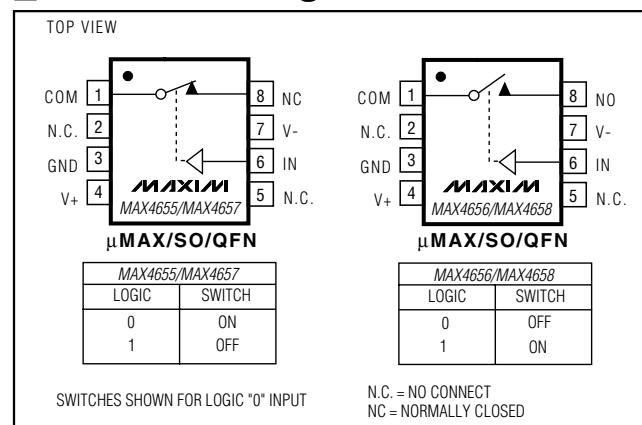 TOP VIEW
COM 1 8 NC
N.C. 2 7 V-
GND 3 6 IN
V+ 4 5 N.C.
MAXIM
MAX4655/MAX4657
µMAX/SO/QFN
COM 1 8 NO
N.C. 2 7 V-
GND 3 6 IN
V+ 4 5 N.C.
MAXIM
MAX4656/MAX4658
µMAX/SO/QFN
MAX4655/MAX4657
LOGIC SWITCH
0 ON
1 OFF
MAX4656/MAX4658
LOGIC SWITCH
0 OFF
1 ON
SWITCHES SHOWN FOR LOGIC "0" INPUT
N.C. = NO CONNECT
NC = NORMALLY CLOSED